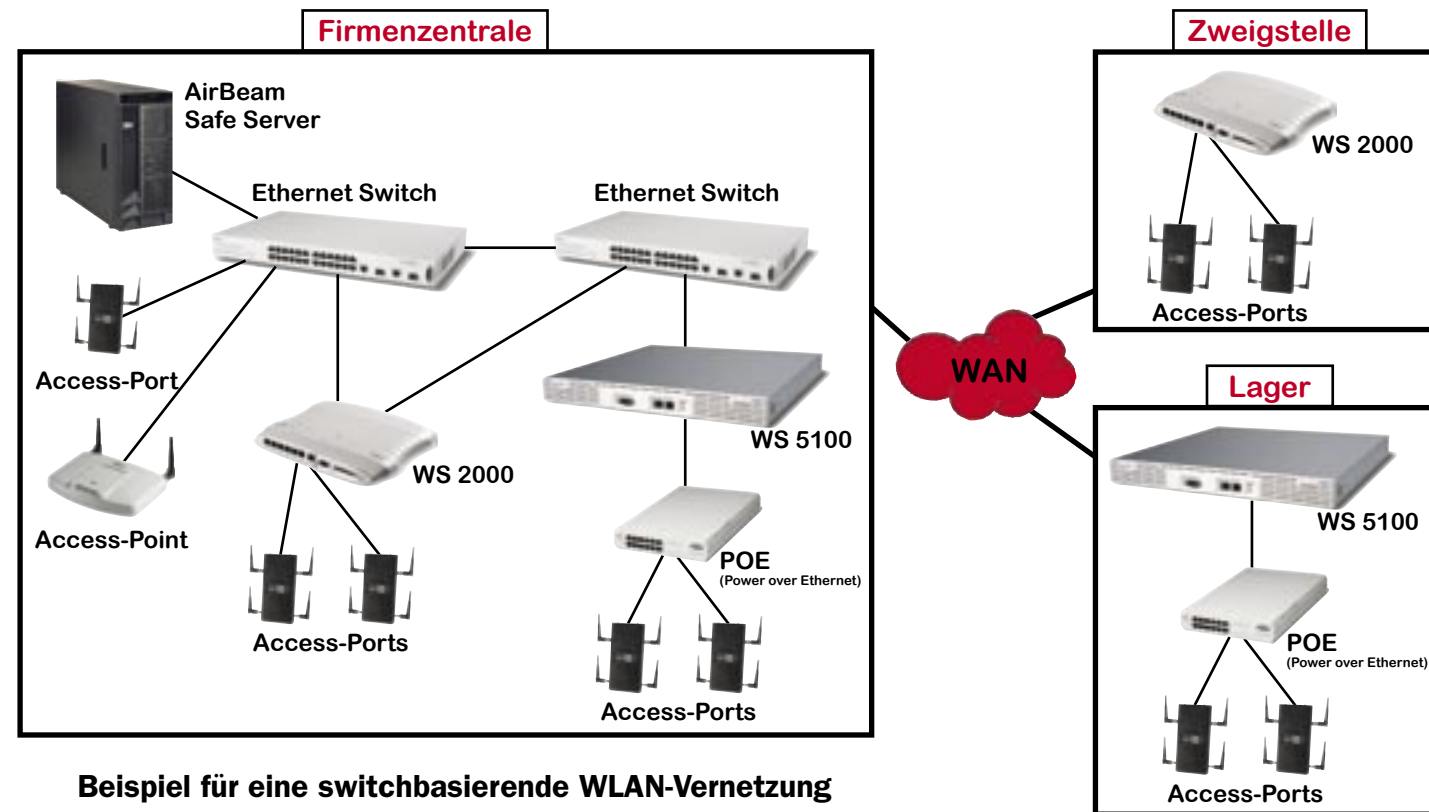 Firmenzentrale
AirBeam
Safe Server
Ethernet Switch
Ethernet Switch
Access-Port
WS 5100
WS 2000
Access-Point
POE
(Power over Ethernet)
Access-Ports
Access-Ports
WAN
Zweigstelle
WS 2000
Access-Ports
Lager
WS 5100
POE
(Power over Ethernet)
Access-Ports
Beispiel für eine switchbasierende WLAN-Vernetzung